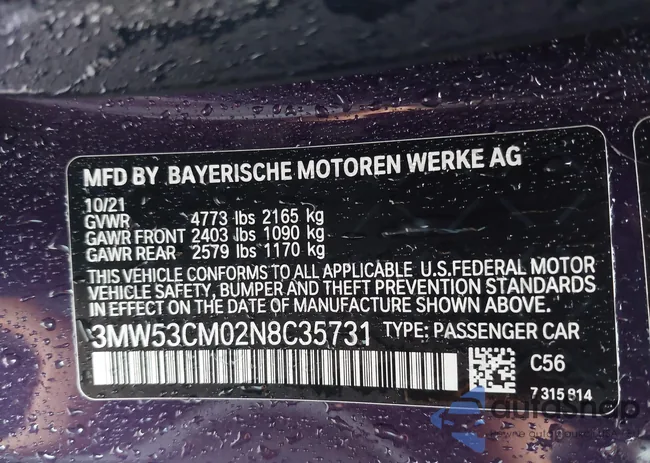 MFD BY BAYERISCHE MOTOREN WERKE AG
10/21
GVWR 4773 lbs 2165 kg
GAWR FRONT 2403 lbs 1090 kg
GAWR REAR 2579 lbs 1170 kg
THIS VEHICLE CONFORMS TO ALL APPLICABLE U.S.FEDERAL MOTOR
VEHICLE SAFETY, BUMPER AND THEFT PREVENTION STANDARDS
IN EFFECT ON THE DATE OF MANUFACTURE SHOWN ABOVE.
3MW53CM02N8C35731 TYPE: PASSENGER CAR
C56
7 315 914